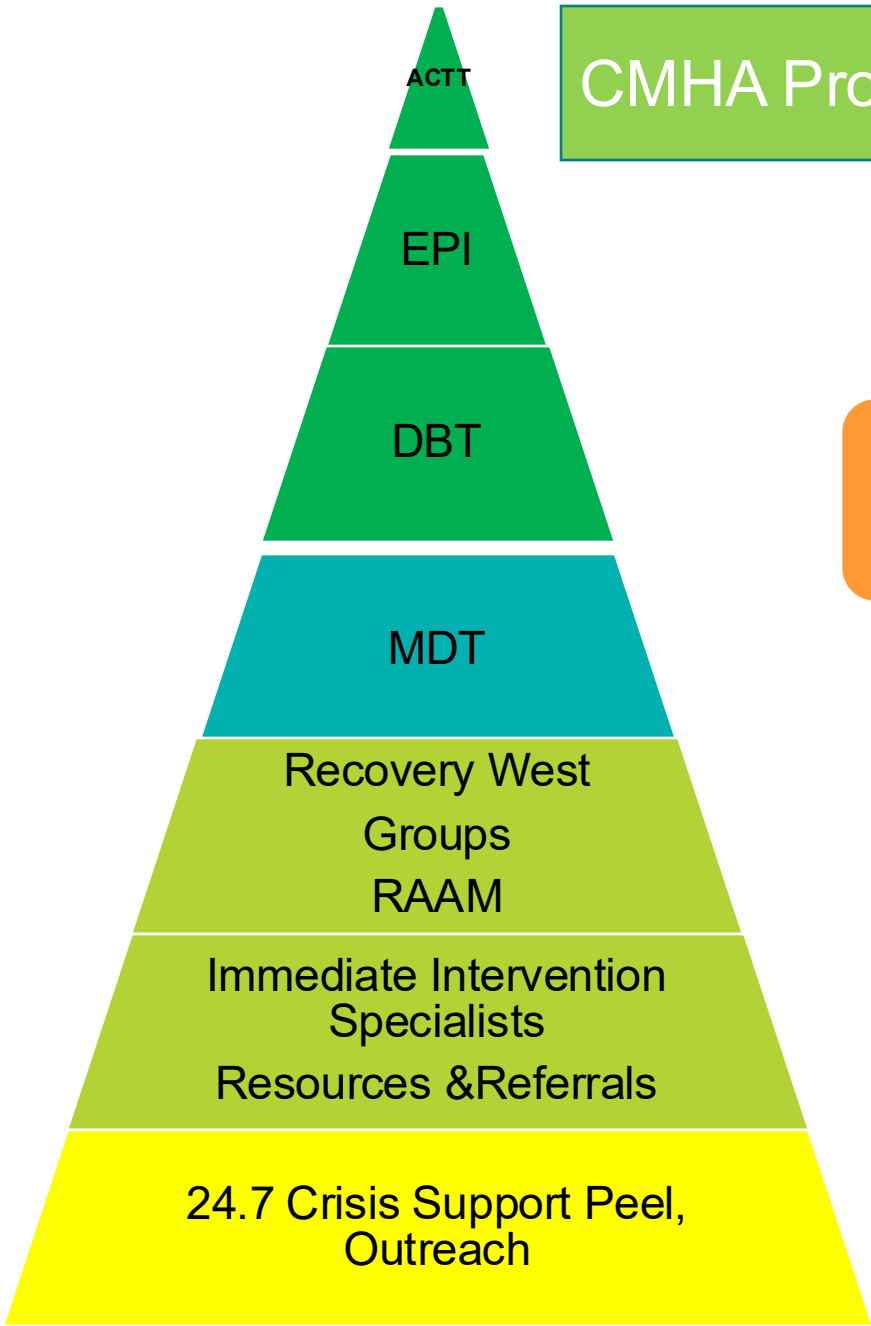 ACTT
CMHA Pro
EPI
DBT
MDT
Recovery West
Groups
RAAM
Immediate Intervention
Specialists
Resources &Referrals
24.7 Crisis Support Peel,
Outreach